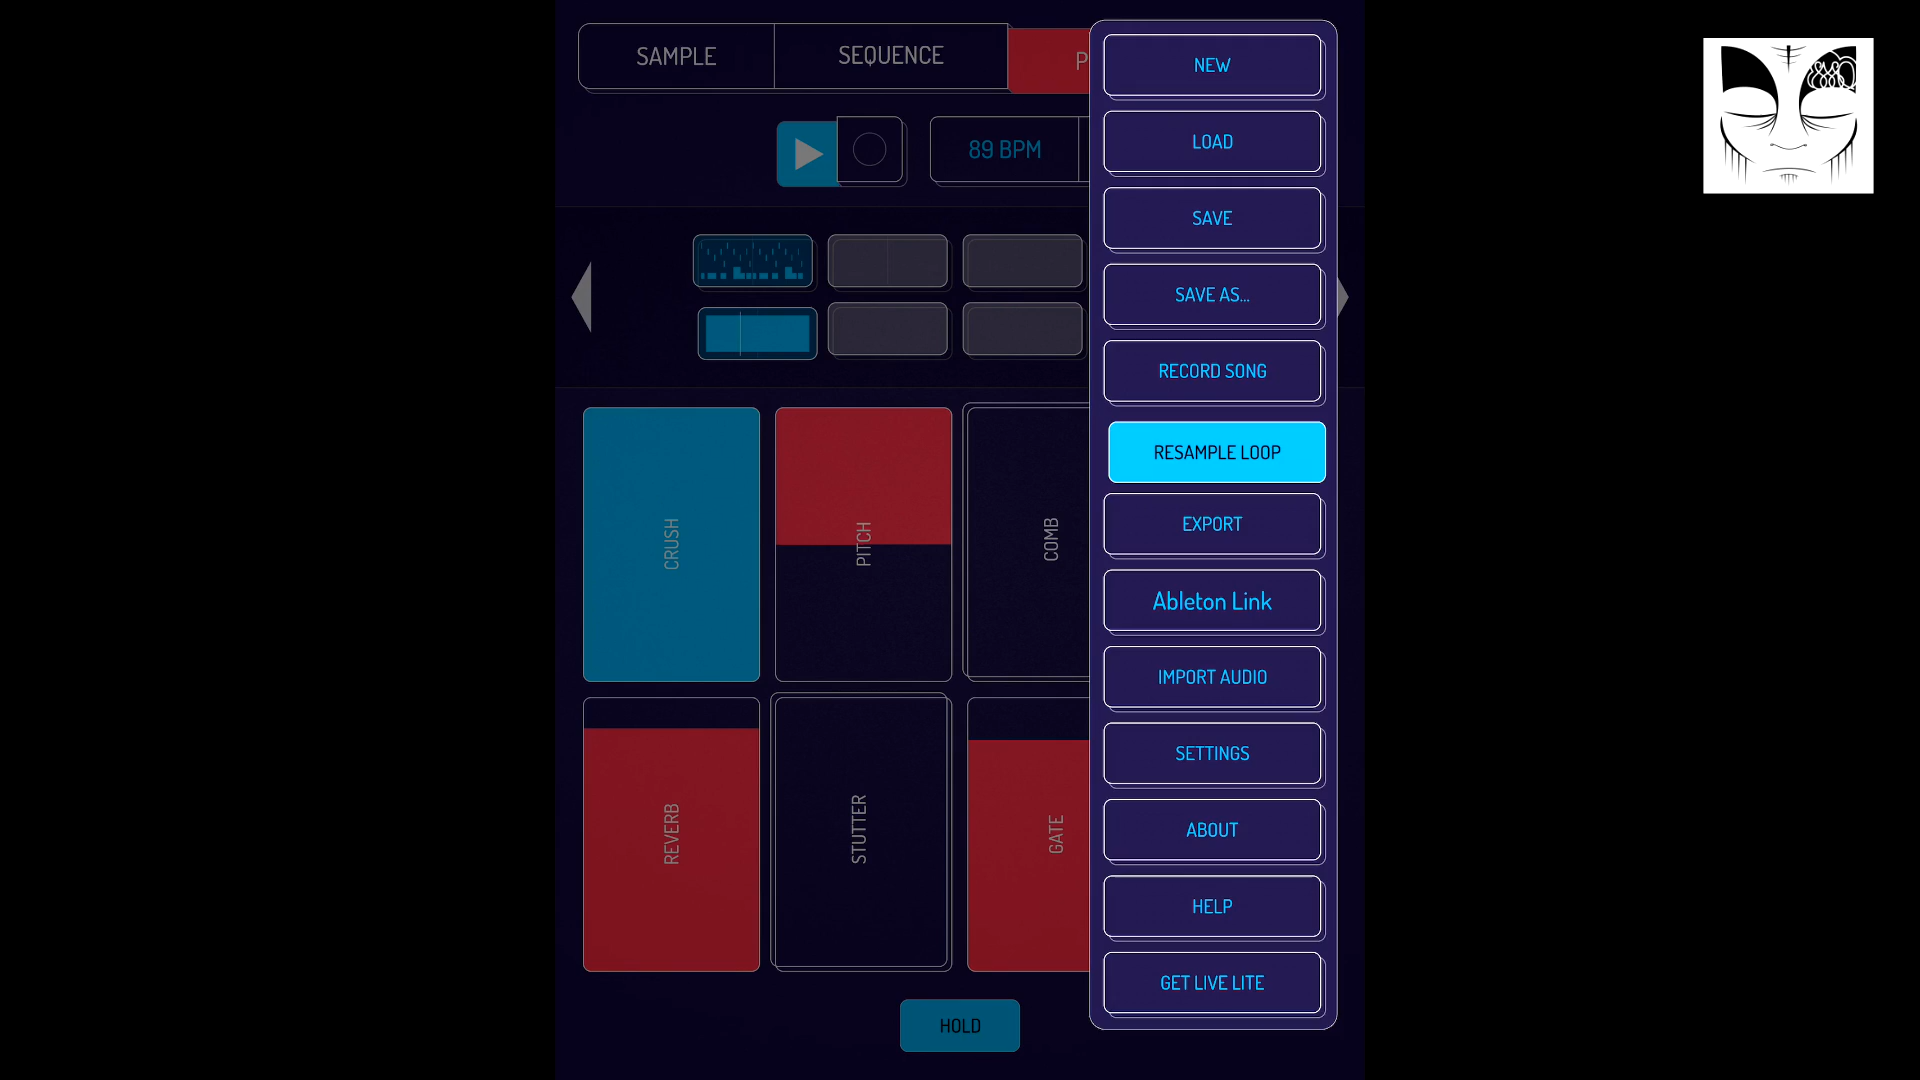 SAMPLE
SEQUENCE
P
89 BPM
CRUSH
PITCH
COMB
REVERB
STUTTER
GATE
HOLD
NEW
LOAD
SAVE
SAVE AS...
RECORD SONG
RESAMPLE LOOP
EXPORT
Ableton Link
IMPORT AUDIO
SETTINGS
ABOUT
HELP
GET LIVE LITE